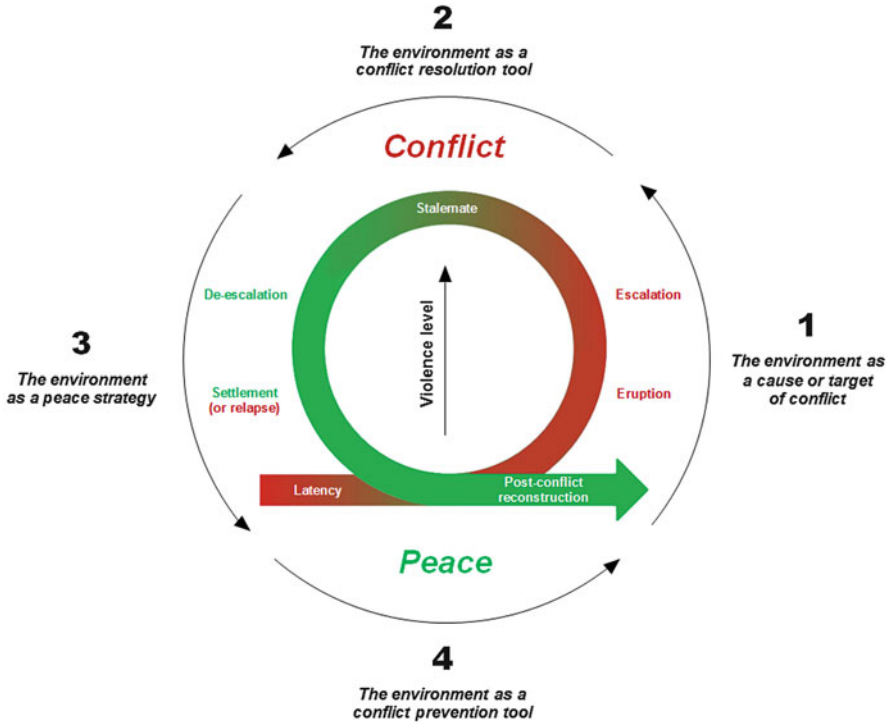 2
The environment as a
conflict resolution tool
Conflict
Stalemate
De-escalation
Escalation
Violence level
3
The environment
as a peace strategy
1
The environment as
a cause or target
of conflict
Settlement
(or relapse)
Eruption
Latency
Post-conflict
reconstruction
Peace
4
The environment as a
conflict prevention tool